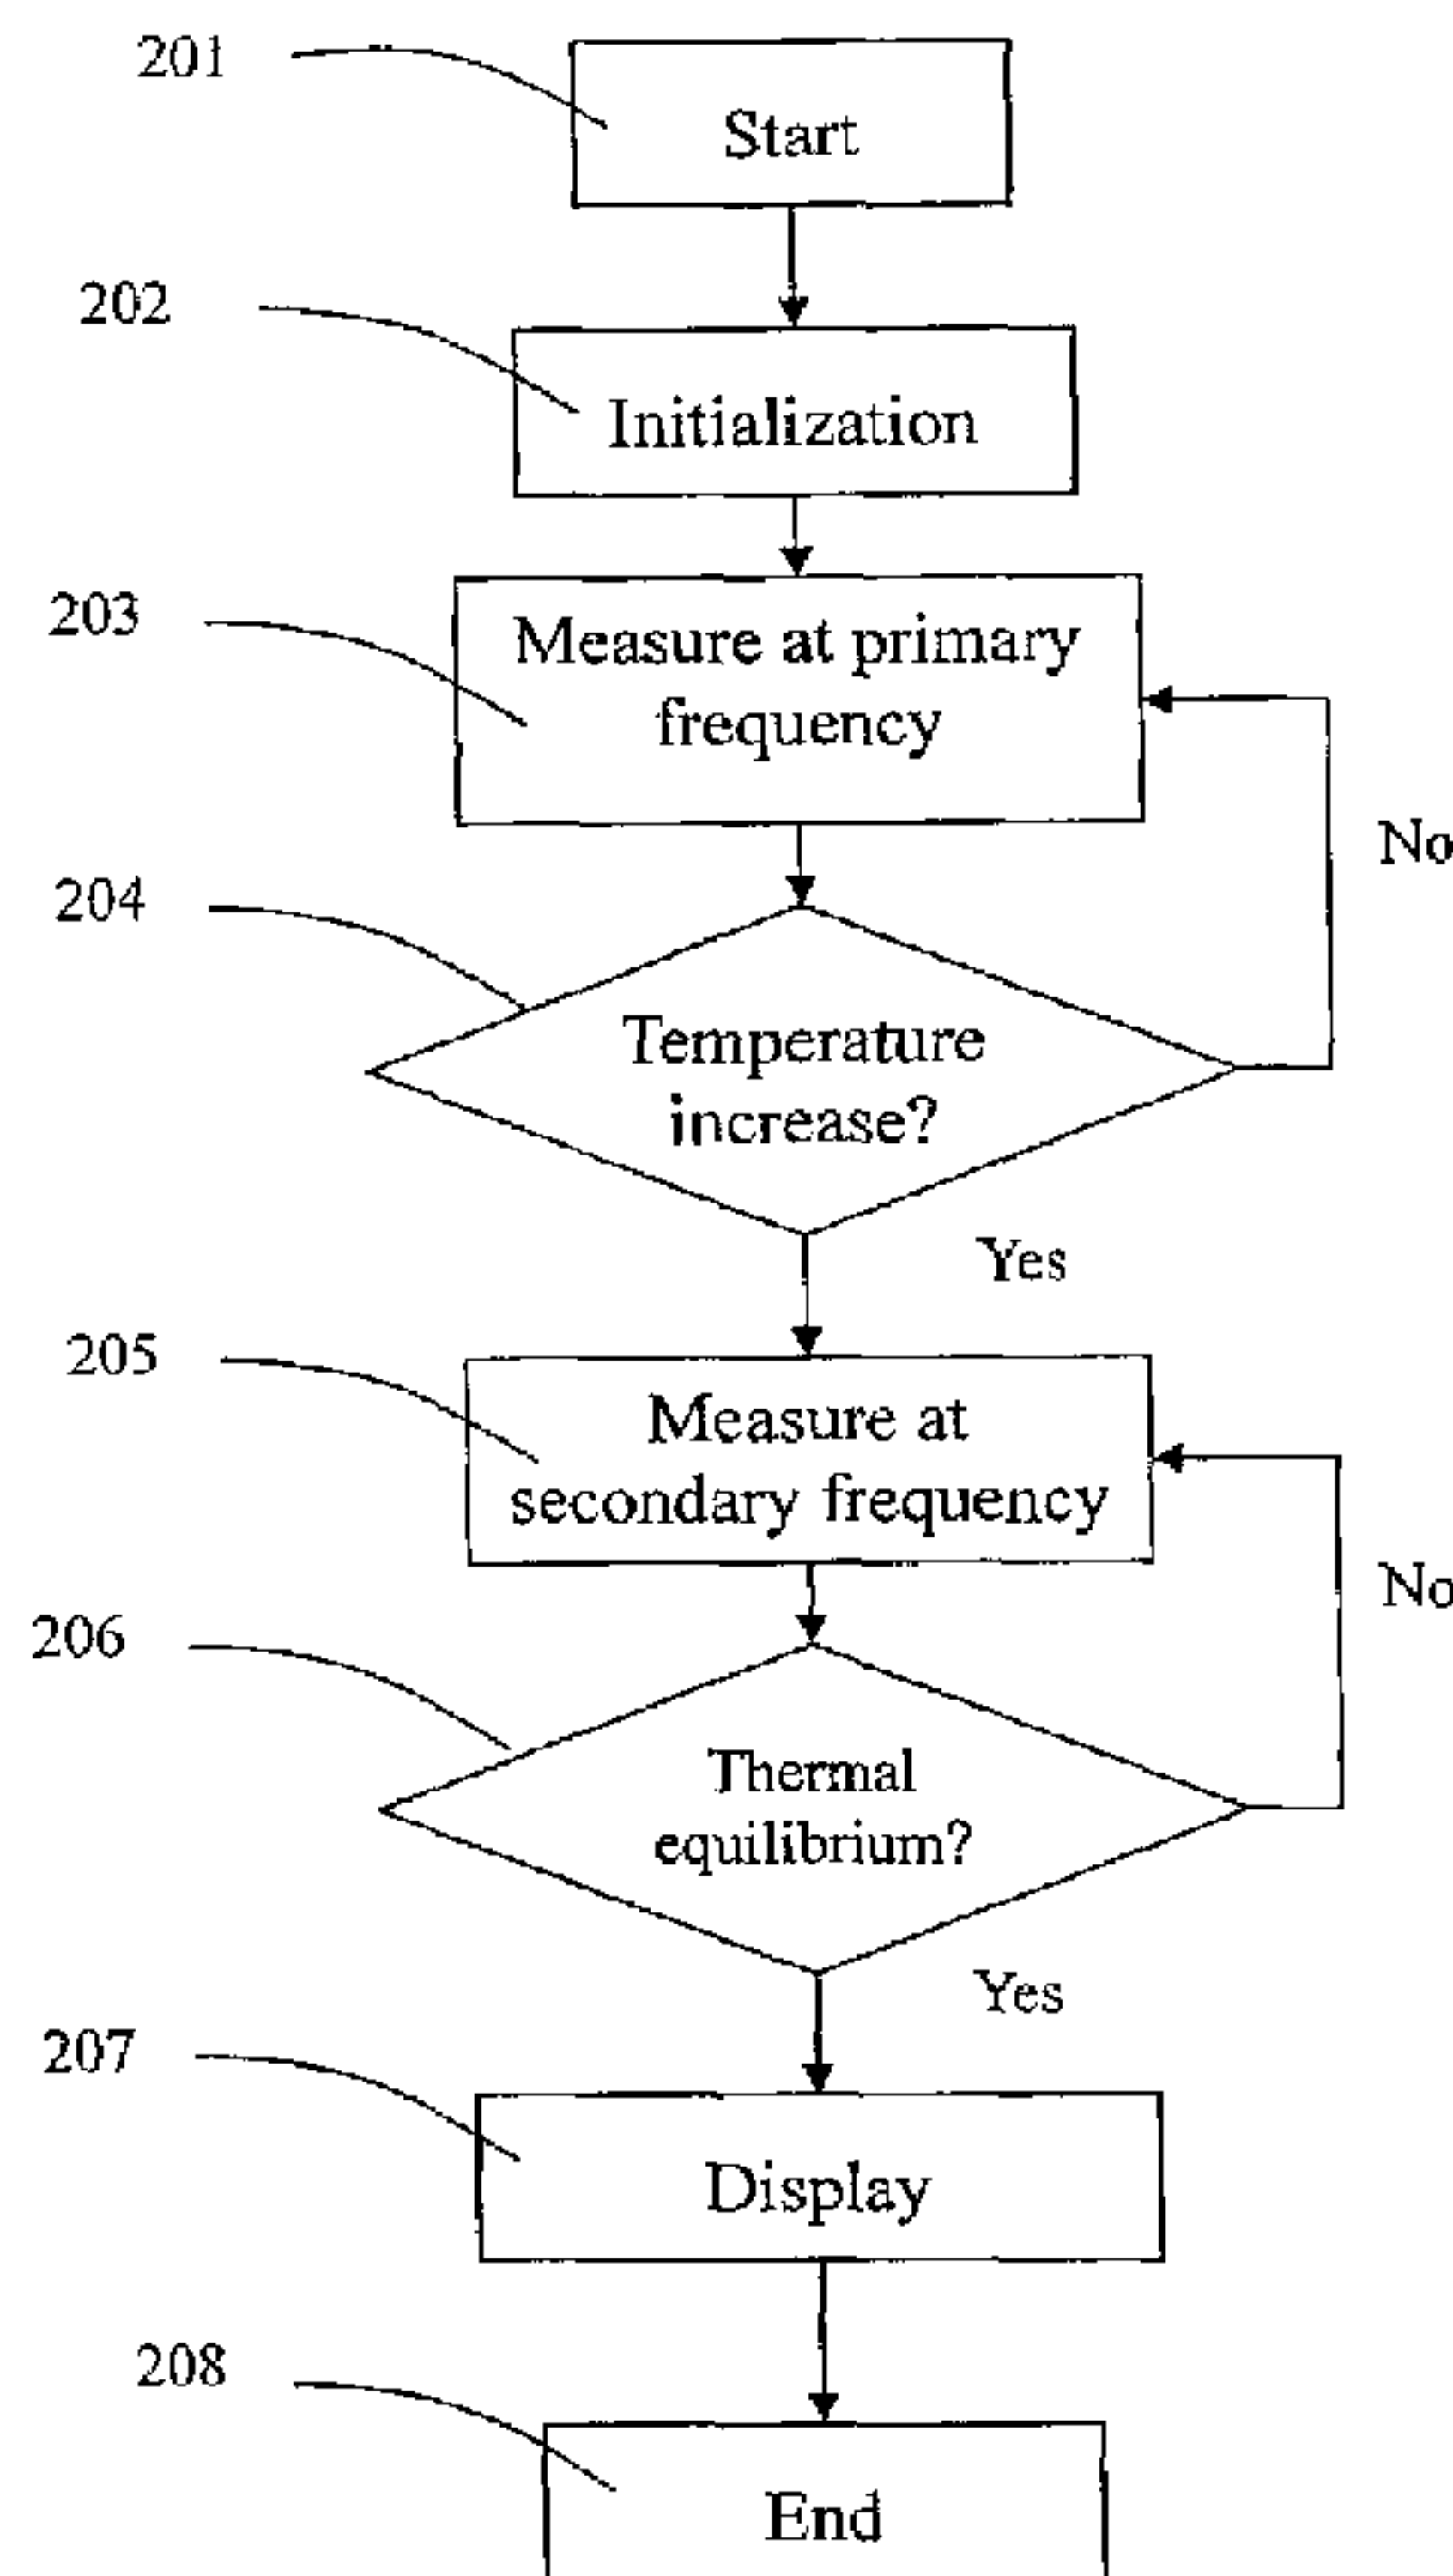 201
Start
202
Initialization
203
Measure at primary
frequency
No
204
Temperature
increase?
Yes
205
Measure at
secondary frequency
No
206
Thermal
equilibrium?
Yes
207
Display
208
End